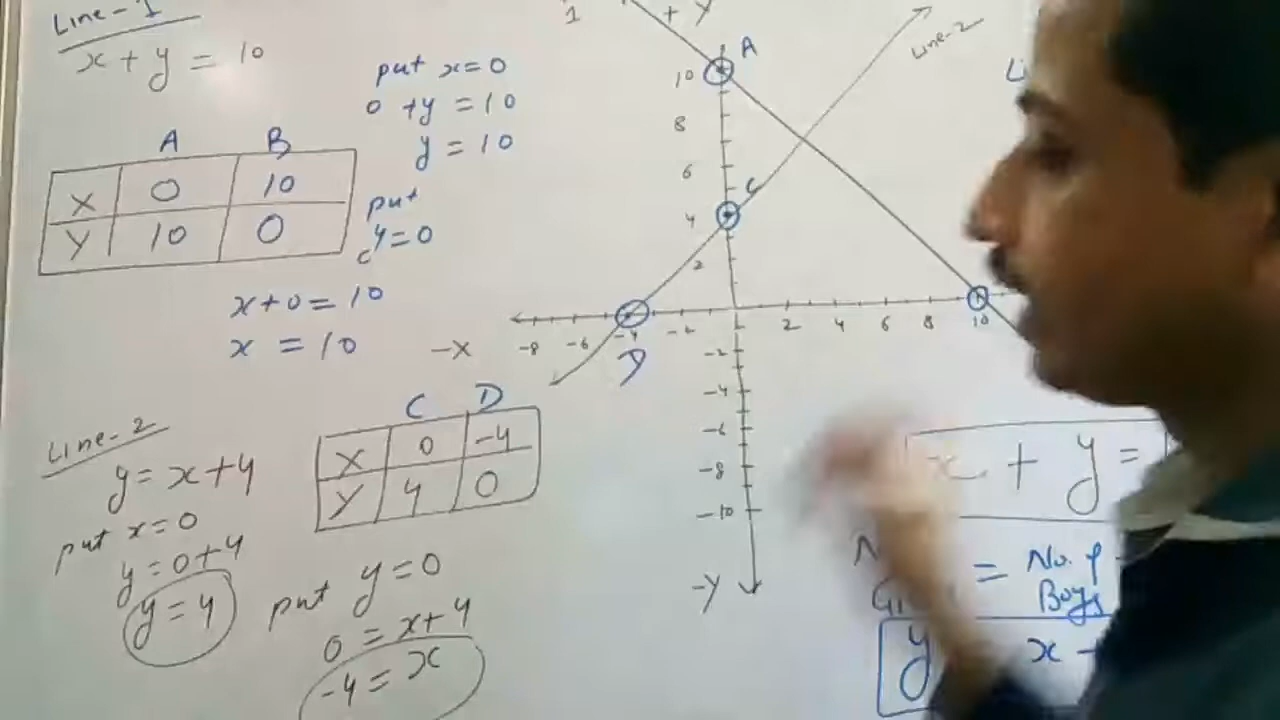 Line-1
x + y = 10
put x=0
0 + y = 10
y = 10
A B
X 0 10
Y 10 0
put
y=0
x+0 = 10
x = 10
Line-2
y = x+4
put x=0
y=0+4
y=4
C D
X 0 -4
Y 4 0
put y=0
0 = x+4
-4 = x
1
+ y
A
Line-2
10
8
6
C
4
2
-8 -6 -4 -2 2 4 6 8 10
D
-X
-2
-4
-6
-8
-10
-Y
x + y =
= No. of
Boys
y x